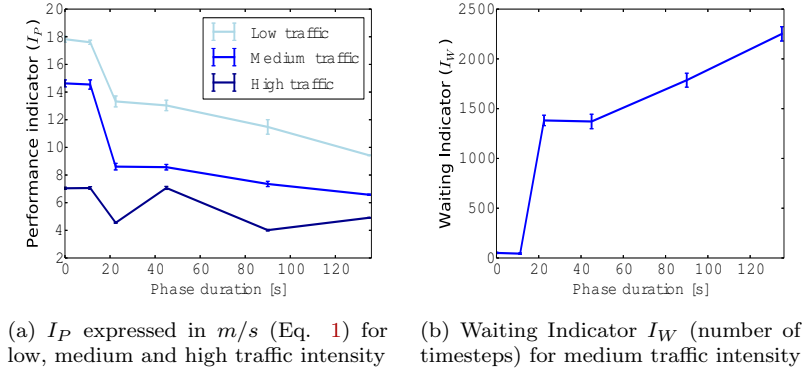 20
18
16
14
12
10
8
6
4
2
0 20 40 60 80 100 120
Performance indicator (I_P)
Phase duration [s]
Low traffic
Medium traffic
High traffic
2500
2000
1500
1000
500
0
0 20 40 60 80 100 120
Waiting Indicator (I_W)
Phase duration [s]
(a) I_P expressed in m/s (Eq. 1) for
low, medium and high traffic intensity
(b) Waiting Indicator I_W (number of
timesteps) for medium traffic intensity